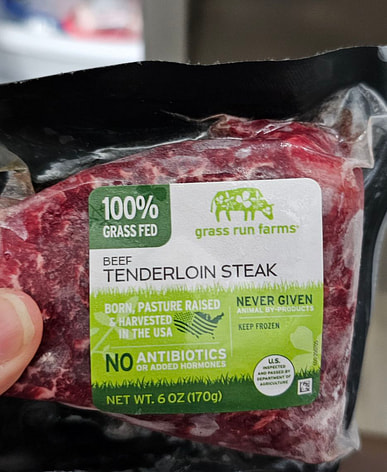 100%
GRASS FED
grass run farms®
BEEF
TENDERLOIN STEAK
BORN, PASTURE RAISED
& HARVESTED
IN THE USA
NEVER GIVEN
ANIMAL BY-PRODUCTS
KEEP FROZEN
NO ANTIBIOTICS
OR ADDED HORMONES
U.S.
INSPECTED
AND PASSED BY
DEPARTMENT OF
AGRICULTURE
NET WT. 6 OZ (170g)